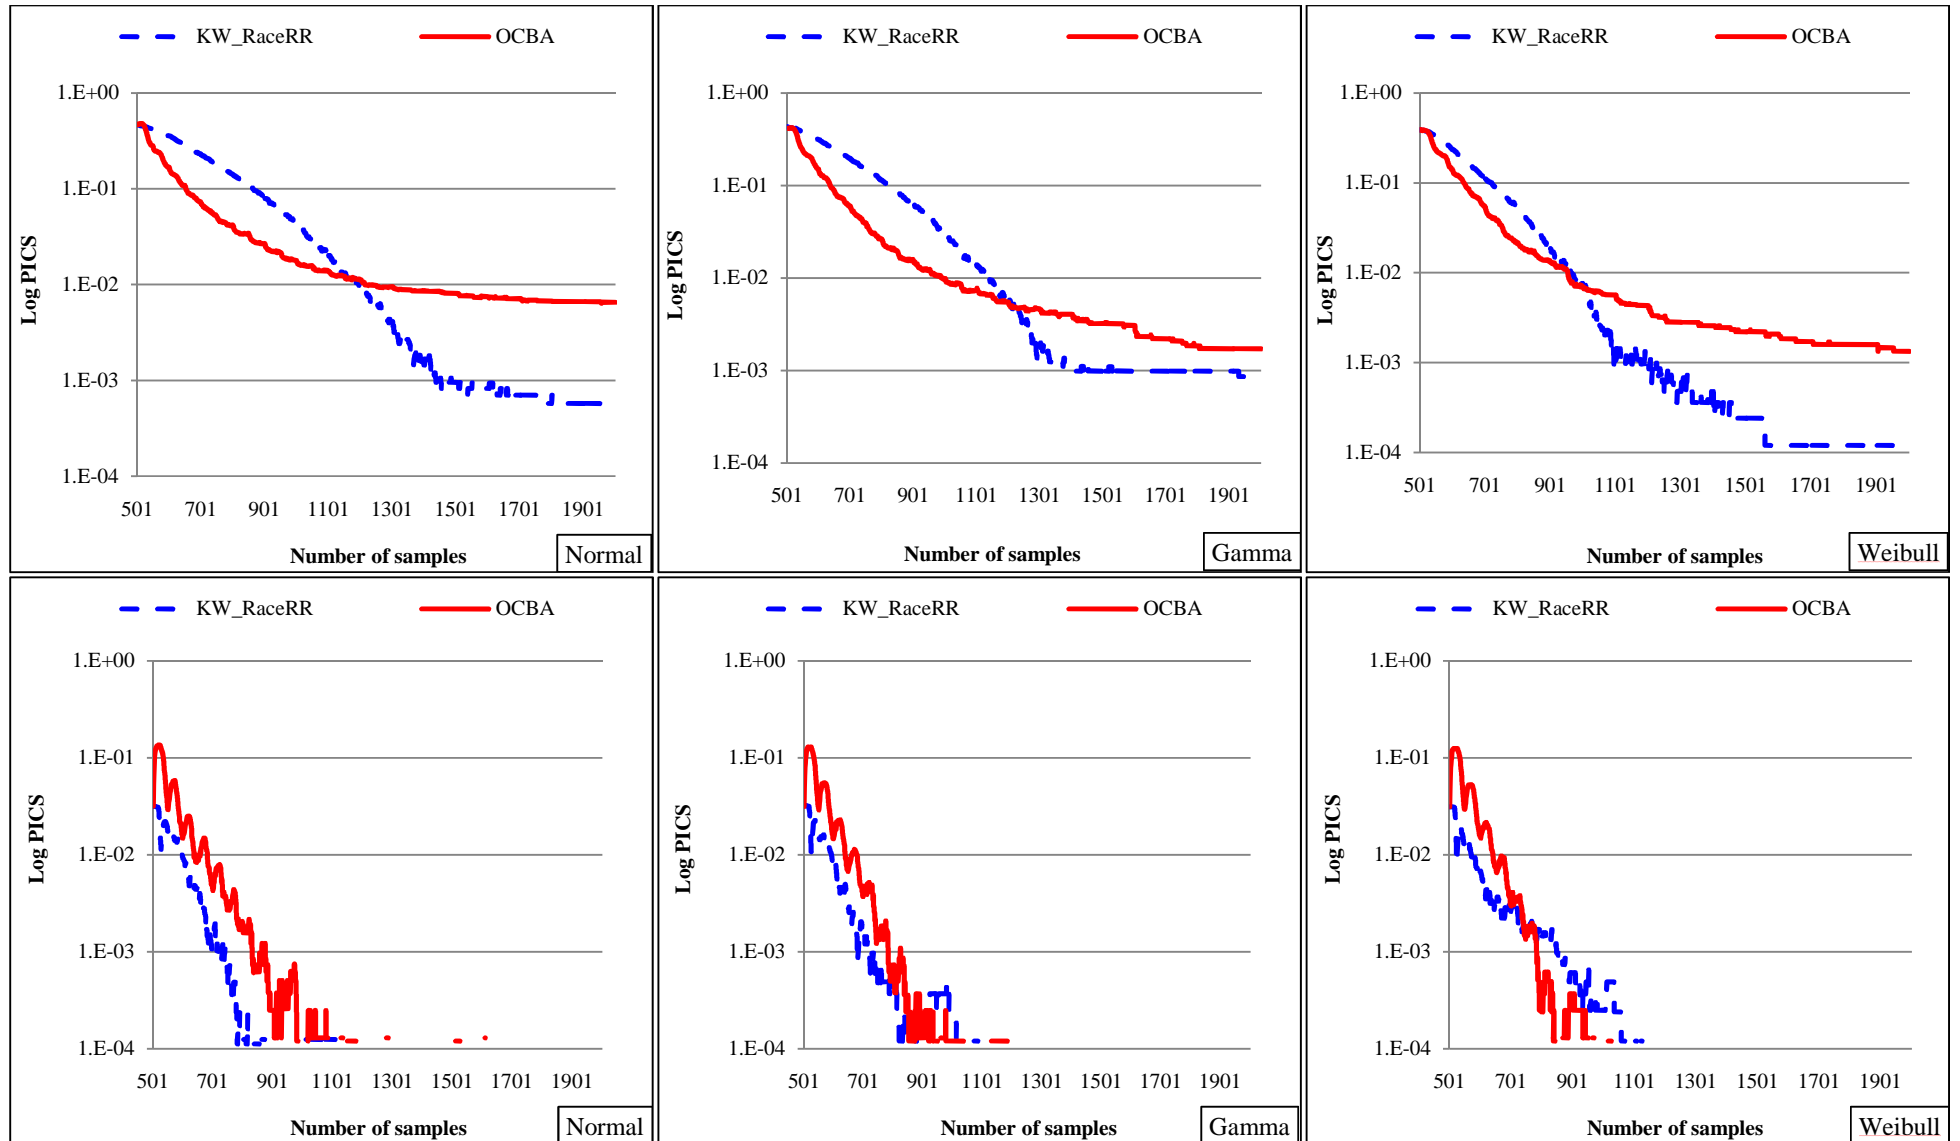 KW_RaceRR OCBA
1.E+00
1.E-01
1.E-02
1.E-03
1.E-04
Log PICS
501 701 901 1101 1301 1501 1701 1901
Number of samples
Normal
KW_RaceRR OCBA
1.E+00
1.E-01
1.E-02
1.E-03
1.E-04
Log PICS
501 701 901 1101 1301 1501 1701 1901
Number of samples
Gamma
KW_RaceRR OCBA
1.E+00
1.E-01
1.E-02
1.E-03
1.E-04
Log PICS
501 701 901 1101 1301 1501 1701 1901
Number of samples
Weibull
KW_RaceRR OCBA
1.E+00
1.E-01
1.E-02
1.E-03
1.E-04
Log PICS
501 701 901 1101 1301 1501 1701 1901
Number of samples
Normal
KW_RaceRR OCBA
1.E+00
1.E-01
1.E-02
1.E-03
1.E-04
Log PICS
501 701 901 1101 1301 1501 1701 1901
Number of samples
Gamma
KW_RaceRR OCBA
1.E+00
1.E-01
1.E-02
1.E-03
1.E-04
Log PICS
501 701 901 1101 1301 1501 1701 1901
Number of samples
Weibull